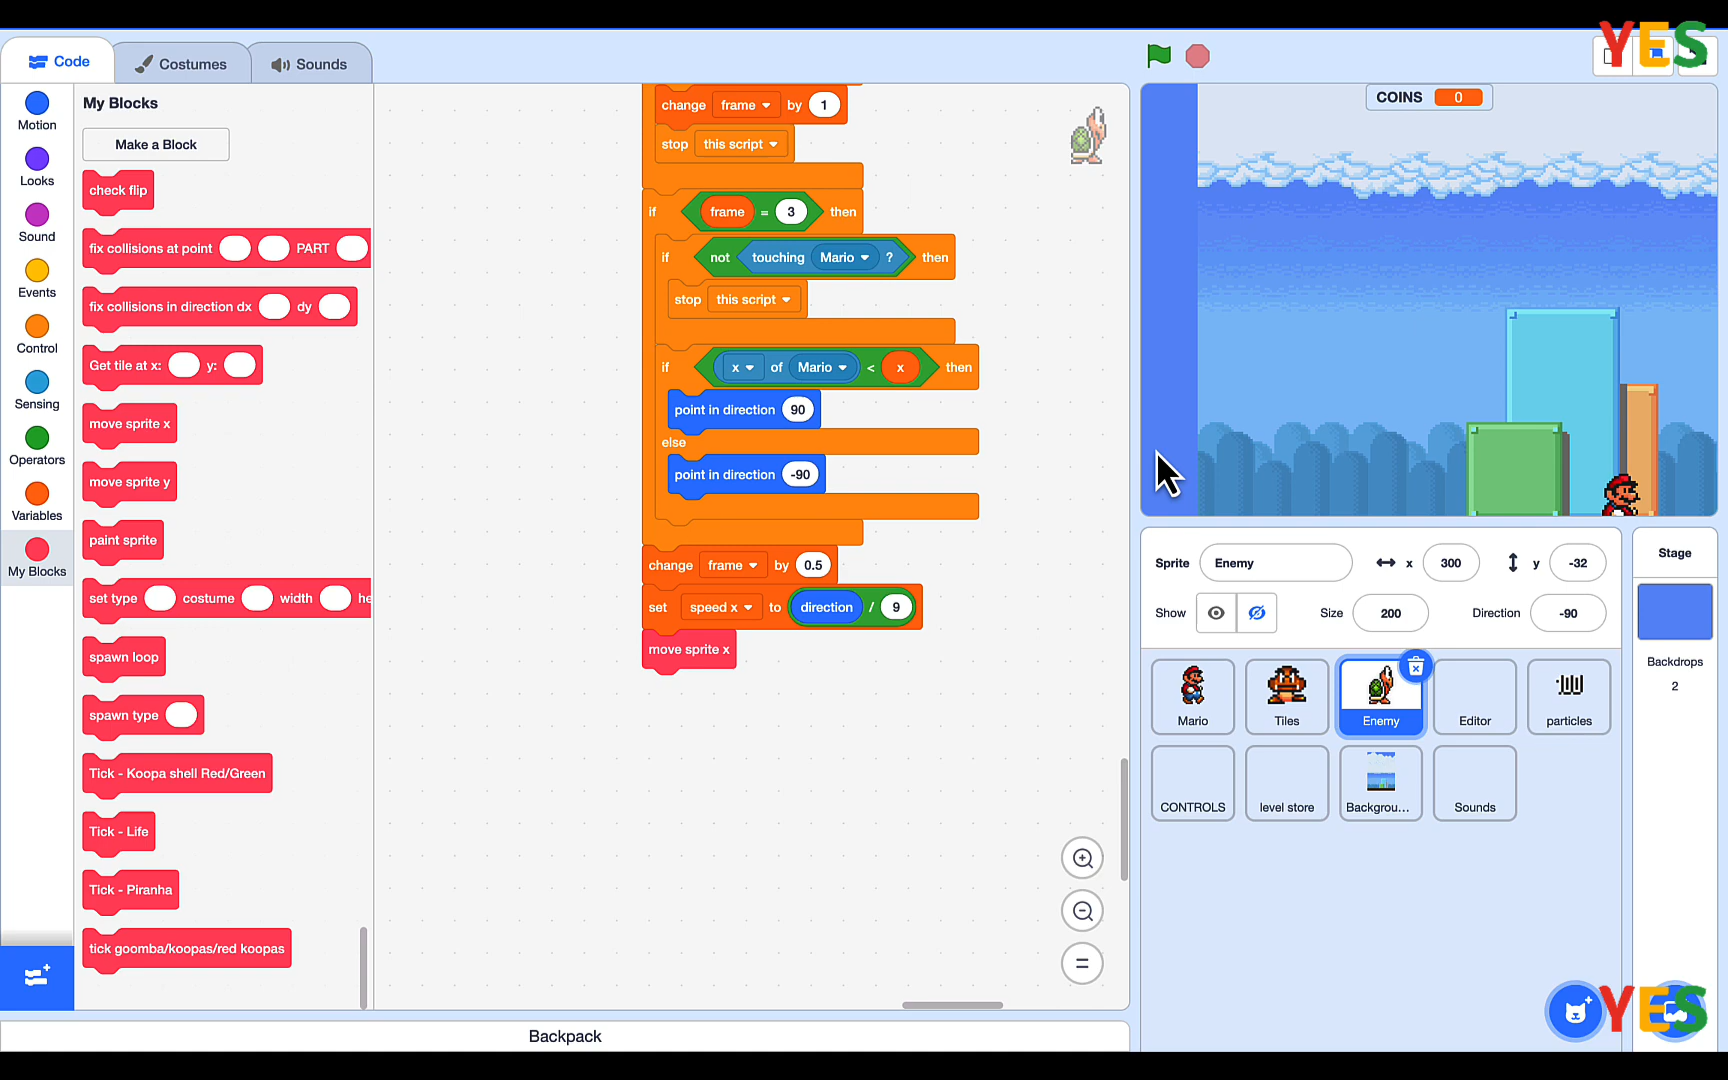 YES
Code
Costumes
Sounds
Motion
Looks
Sound
Events
Control
Sensing
Operators
Variables
My Blocks
My Blocks
Make a Block
check flip
fix collisions at point PART
fix collisions in direction dx dy
Get tile at x: y:
move sprite x
move sprite y
paint sprite
set type costume width he
spawn loop
spawn type
Tick - Koopa shell Red/Green
Tick - Life
Tick - Piranha
tick goomba/koopas/red koopas
change frame by 1
stop this script
if frame = 3 then
if not touching Mario ? then
stop this script
if x of Mario < x then
point in direction 90
else
point in direction -90
change frame by 0.5
set speed x to direction / 9
move sprite x
Backpack
COINS 0
Sprite Enemy x 300 y -32
Show Size 200 Direction -90
Mario
Tiles
Enemy
Editor
particles
CONTROLS
level store
Backgrou...
Sounds
Stage
Backdrops
2
YES